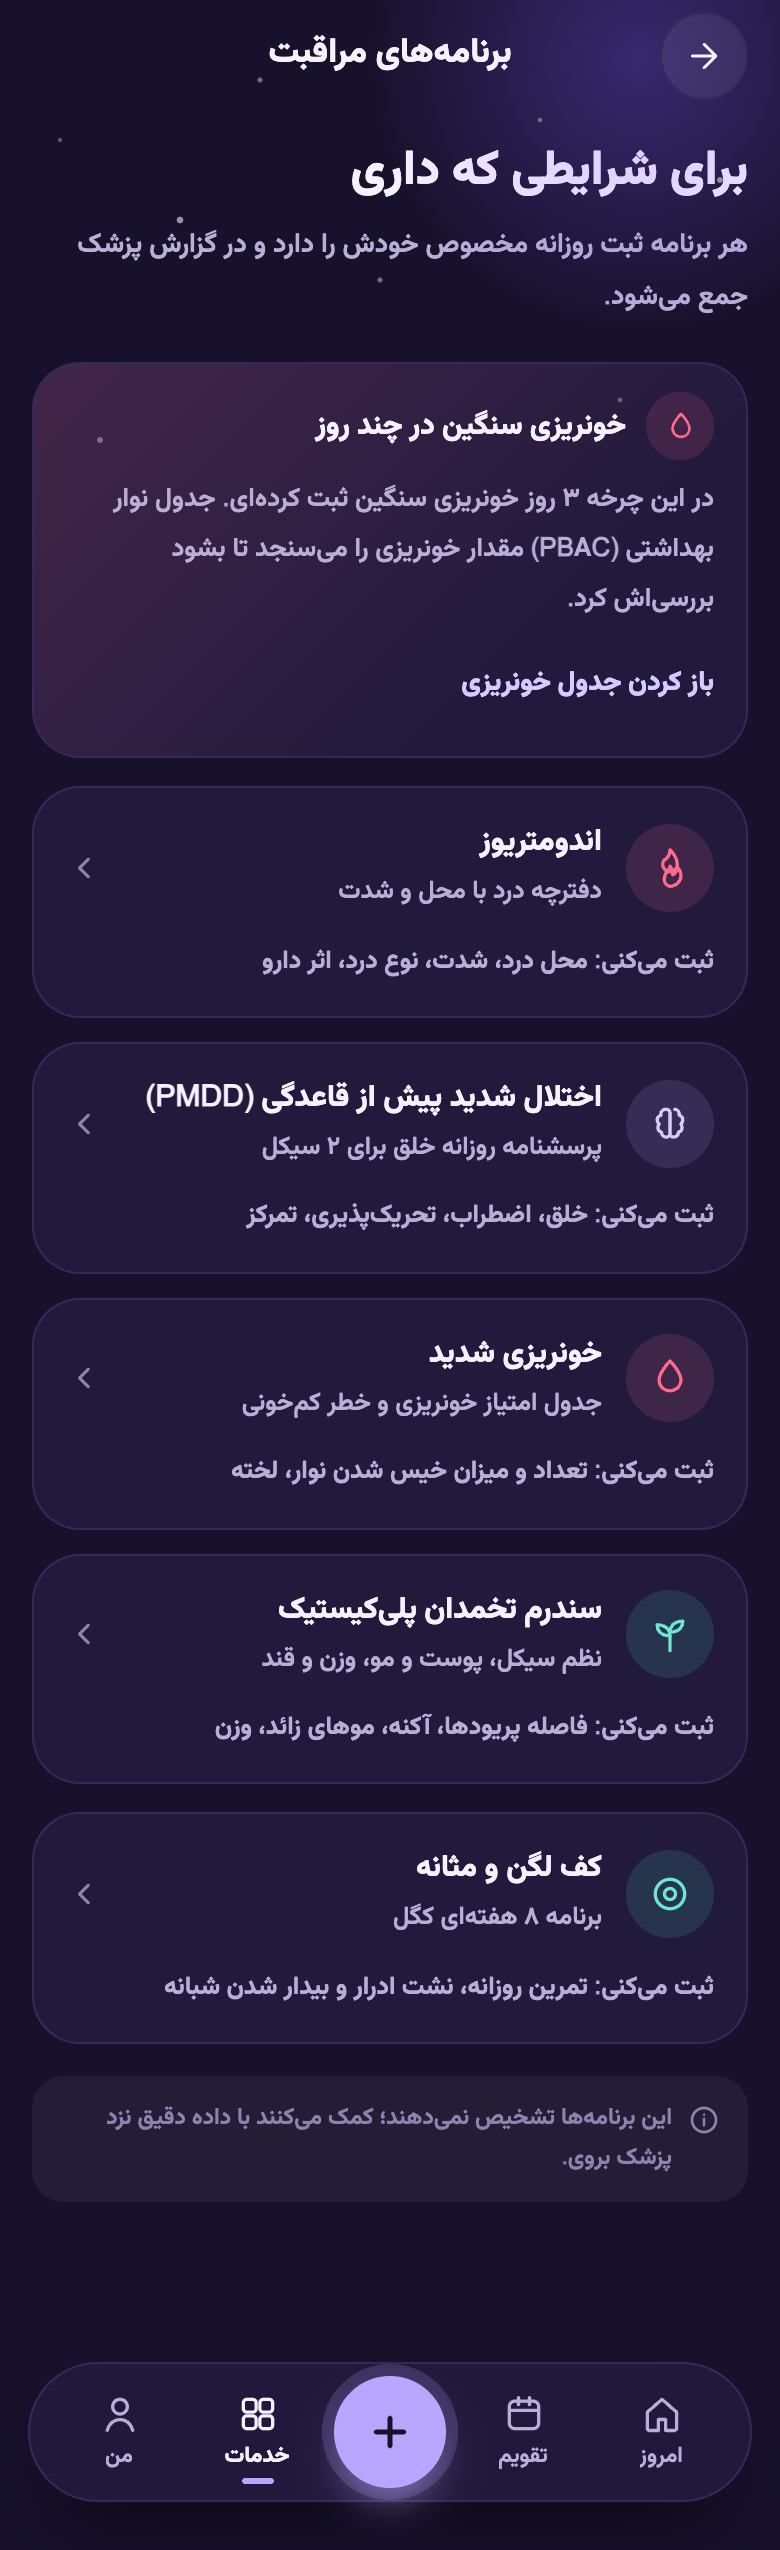 برنامه‌های مراقبت
برای شرایطی که داری
هر برنامه ثبت روزانه مخصوص خودش را دارد و در گزارش پزشک
جمع می‌شود.
خونریزی سنگین در چند روز
در این چرخه ۳ روز خونریزی سنگین ثبت کرده‌ای. جدول نوار
بهداشتی (PBAC) مقدار خونریزی را می‌سنجد تا بشود
بررسی‌اش کرد.
باز کردن جدول خونریزی
اندومتریوز
دفترچه درد با محل و شدت
ثبت می‌کنی: محل درد، شدت، نوع درد، اثر دارو
اختلال شدید پیش از قاعدگی (PMDD)
پرسشنامه روزانه خلق برای ۲ سیکل
ثبت می‌کنی: خلق، اضطراب، تحریک‌پذیری، تمرکز
خونریزی شدید
جدول امتیاز خونریزی و خطر کم‌خونی
ثبت می‌کنی: تعداد و میزان خیس شدن نوار، لخته
سندرم تخمدان پلی‌کیستیک
نظم سیکل، پوست و مو، وزن و قند
ثبت می‌کنی: فاصله پریودها، آکنه، موهای زائد، وزن
کف لگن و مثانه
برنامه ۸ هفته‌ای کگل
ثبت می‌کنی: تمرین روزانه، نشت ادرار و بیدار شدن شبانه
این برنامه‌ها تشخیص نمی‌دهند؛ کمک می‌کنند با داده دقیق نزد
پزشک بروی.
امروز
تقویم
خدمات
من